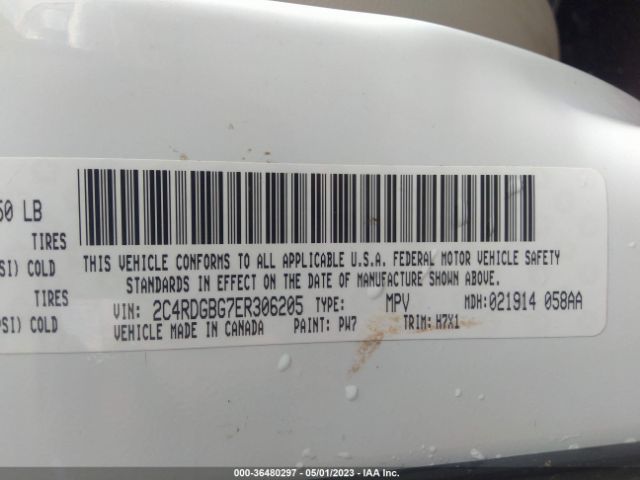 50 LB
TIRES
SI) COLD
TIRES
PSI) COLD
THIS VEHICLE CONFORMS TO ALL APPLICABLE U.S.A. FEDERAL MOTOR VEHICLE SAFETY
STANDARDS IN EFFECT ON THE DATE OF MANUFACTURE SHOWN ABOVE.
VIN: 2C4RDGBG7ER306205 TYPE: MPV MDH: 021914 058AA
VEHICLE MADE IN CANADA PAINT: PW7 TRIM: H7X1
000-36480297 - 05/01/2023 - IAA Inc.